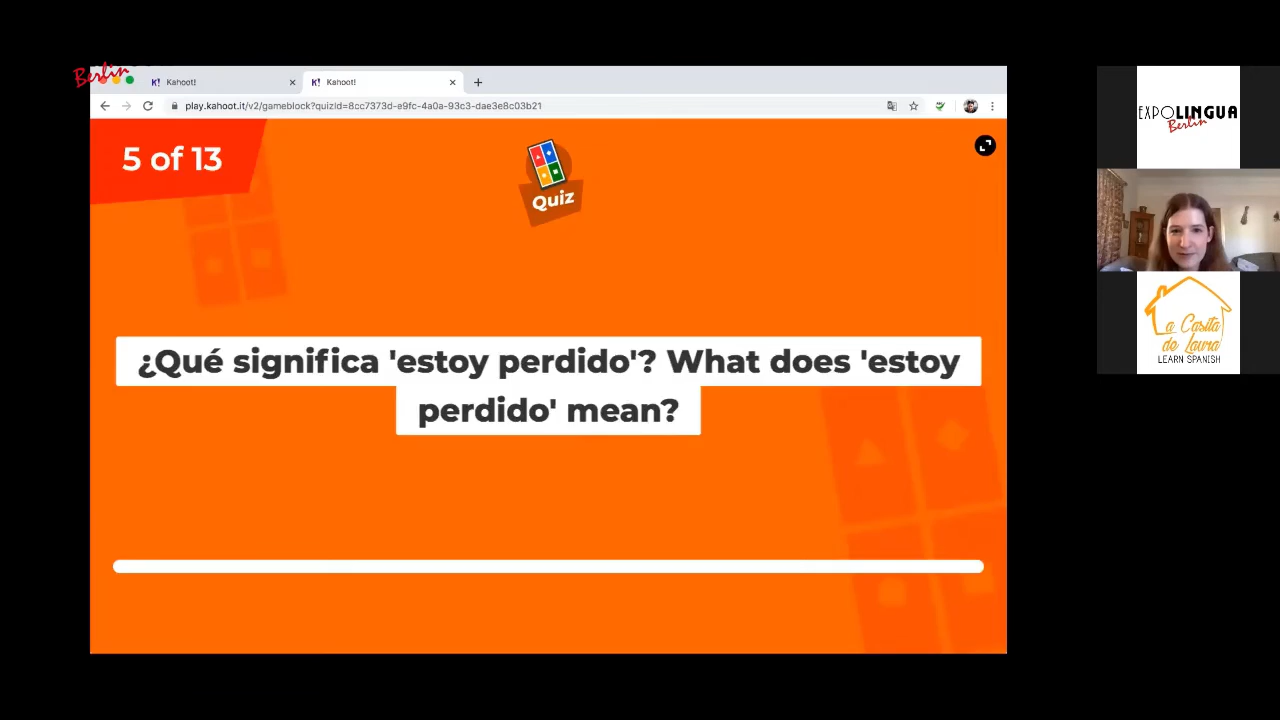 Berlin
Kahoot!
Kahoot!
play.kahoot.it/v2/gameblock?quizId=8cc7373d-e9fc-4a0a-93c3-dae3e8c03b21
5 of 13
Quiz
¿Qué significa 'estoy perdido'? What does 'estoy
perdido' mean?
EXPOLINGUA
Berlin
La Casita
de Laura
LEARN SPANISH